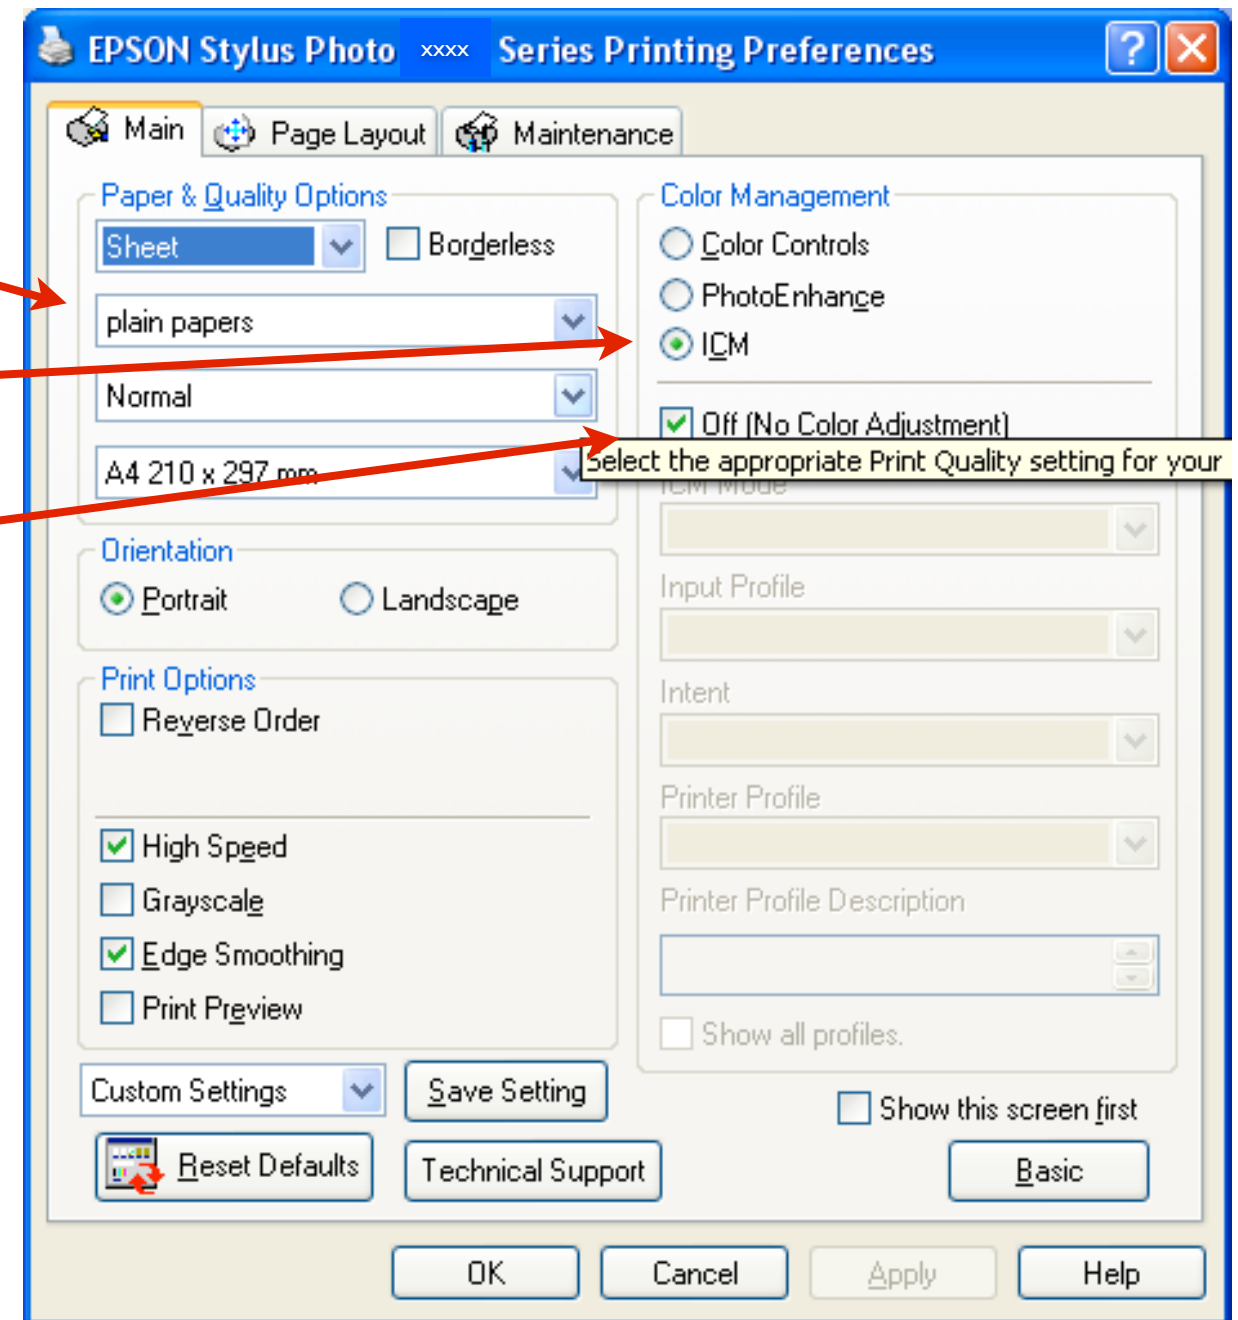 EPSON Stylus Photo xxxx Series Printing Preferences
Main
Page Layout
Maintenance
Paper & Quality Options
Sheet
Borderless
plain papers
Normal
A4 210 x 297 mm
Orientation
Portrait
Landscape
Print Options
Reverse Order
High Speed
Grayscale
Edge Smoothing
Print Preview
Custom Settings
Save Setting
Reset Defaults
Technical Support
Color Management
Color Controls
PhotoEnhance
ICM
Off (No Color Adjustment)
Select the appropriate Print Quality setting for your
ICM Mode
Input Profile
Intent
Printer Profile
Printer Profile Description
Show all profiles.
Show this screen first
Basic
OK
Cancel
Apply
Help